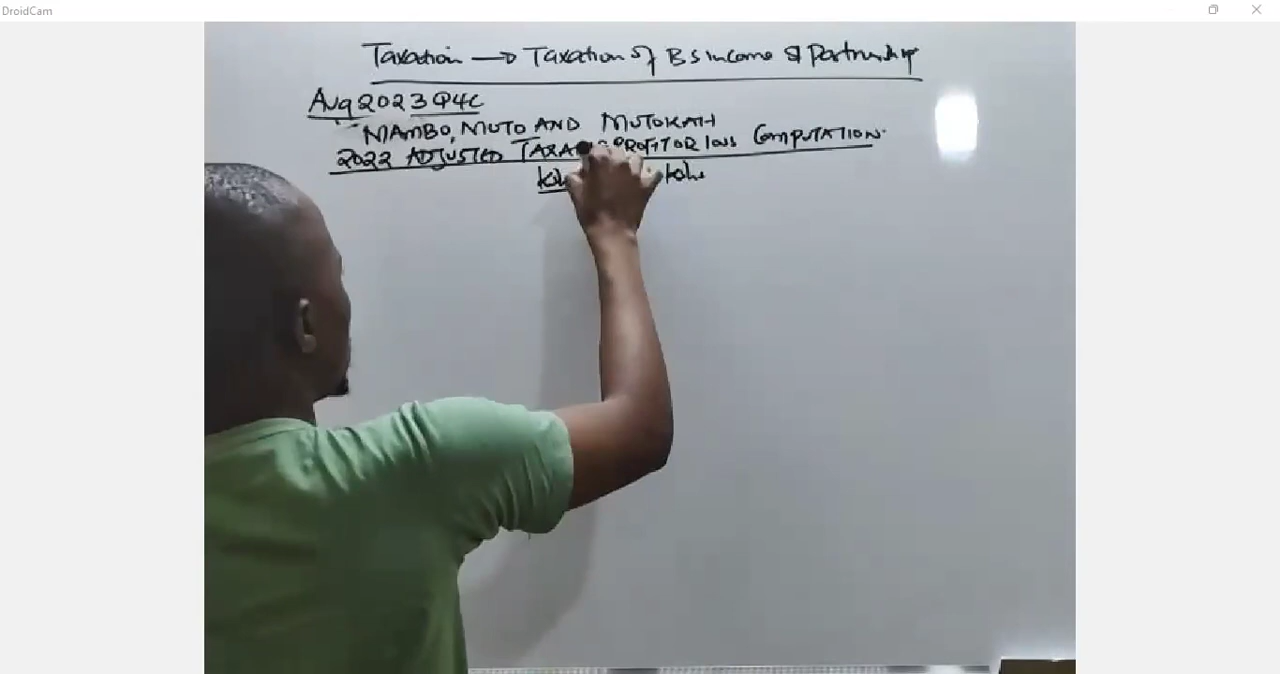 DroidCam
Taxation → Taxation of Bs income & Partnership
Aug 2023 Q4C
MAMBO, MUTO AND MUTOKAH
2022 ADJUSTED PROFIT OR loss COMPUTATION.